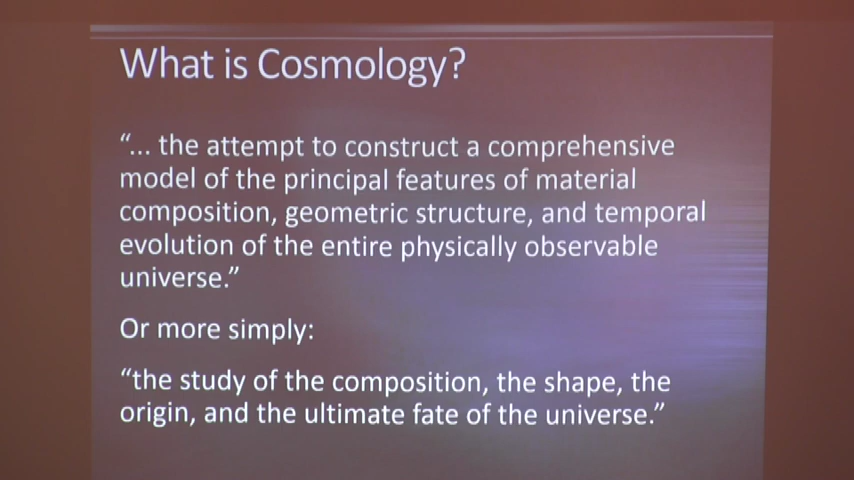 What is Cosmology?
“... the attempt to construct a comprehensive
model of the principal features of material
composition, geometric structure, and temporal
evolution of the entire physically observable
universe.”
Or more simply:
“the study of the composition, the shape, the
origin, and the ultimate fate of the universe.”